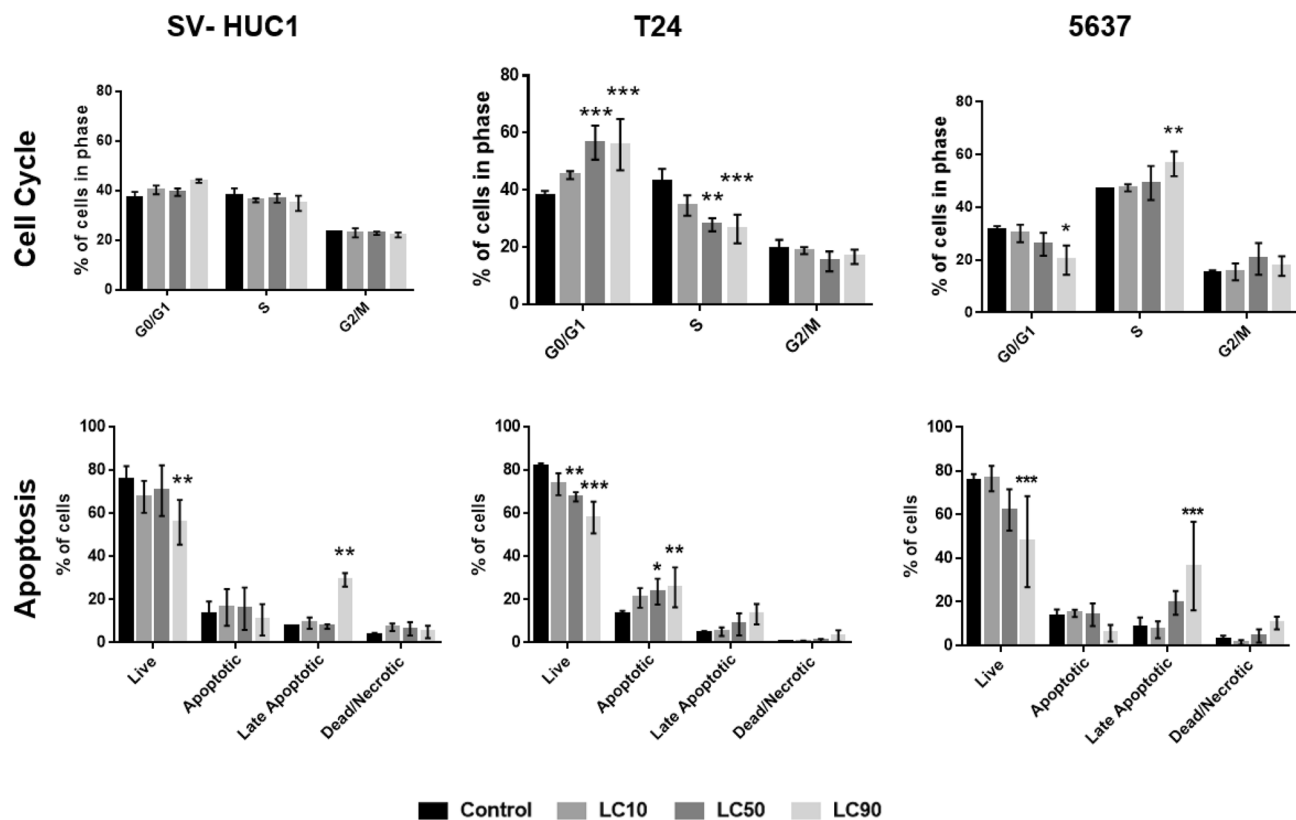 SV- HUC1 T24 5637
Cell Cycle
% of cells in phase
80
60
40
20
0
G0/G1 S G2/M
% of cells in phase
80
60
40
20
0
*** ***
** ***
G0/G1 S G2/M
% of cells in phase
80
60
40
20
0
* **
G0/G1 S G2/M
Apoptosis
% of cells
100
80
60
40
20
0
** **
Live Apoptotic Late Apoptotic Dead/Necrotic
% of cells
100
80
60
40
20
0
** ***
* **
Live Apoptotic Late Apoptotic Dead/Necrotic
% of cells
100
80
60
40
20
0
*** ***
Live Apoptotic Late Apoptotic Dead/Necrotic
Control LC10 LC50 LC90